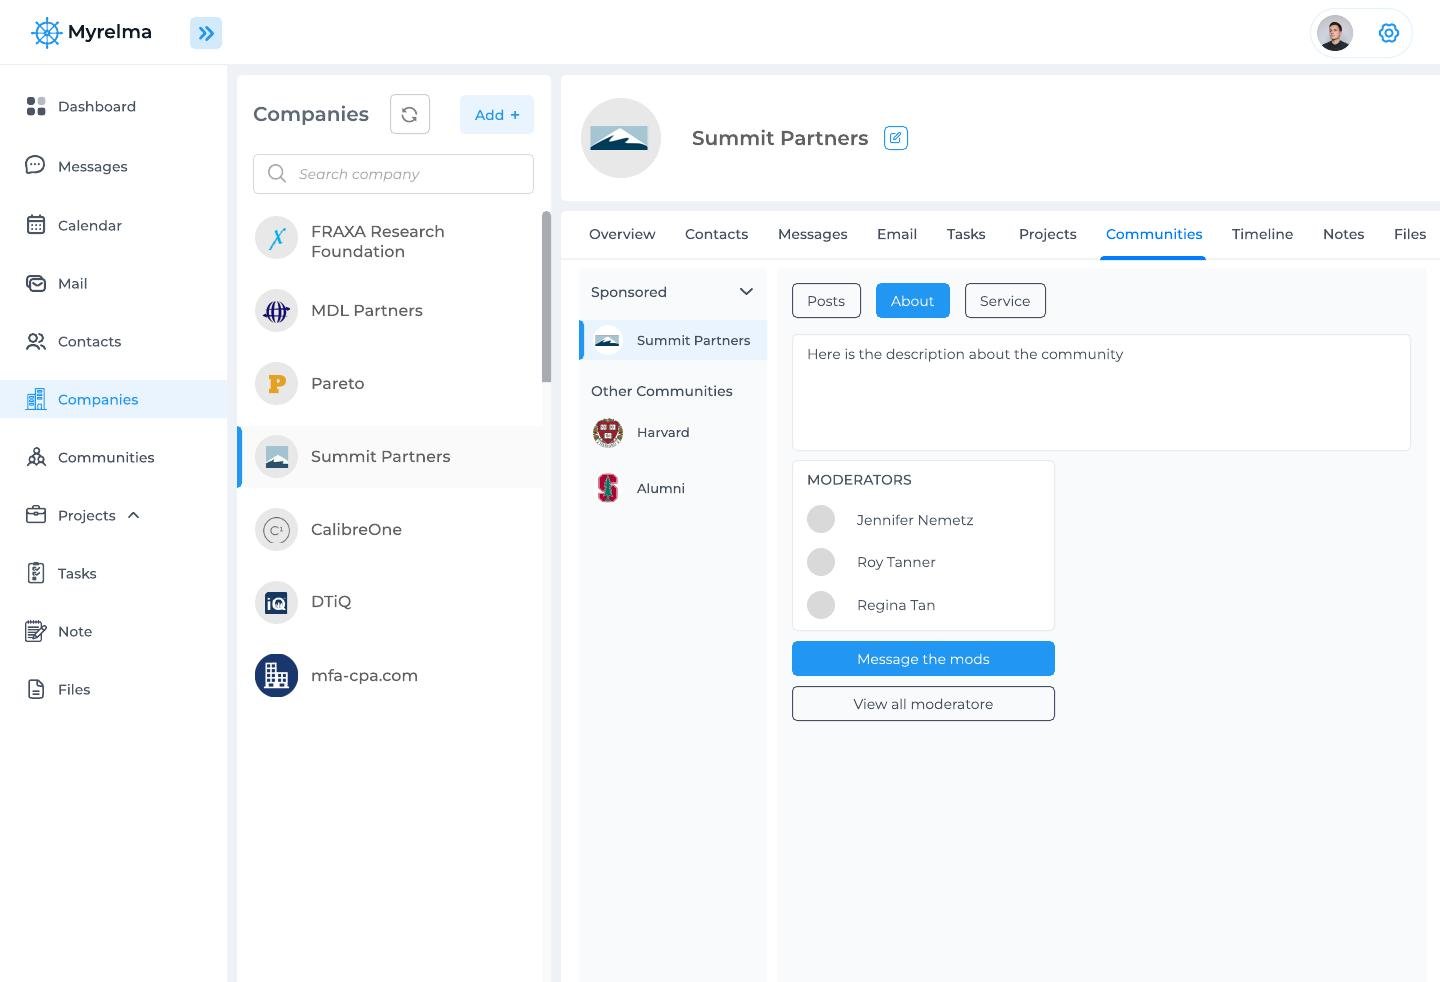 Myrelma
Dashboard
Messages
Calendar
Mail
Contacts
Companies
Communities
Projects
Tasks
Note
Files
Companies
Add +
Search company
FRAXA Research
Foundation
MDL Partners
P
Pareto
Summit Partners
C¹
CalibreOne
iQ
DTiQ
mfa-cpa.com
Summit Partners
Overview
Contacts
Messages
Email
Tasks
Projects
Communities
Timeline
Notes
Files
Sponsored
Summit Partners
Other Communities
Harvard
S
Alumni
Posts
About
Service
Here is the description about the community
MODERATORS
Jennifer Nemetz
Roy Tanner
Regina Tan
Message the mods
View all moderatore